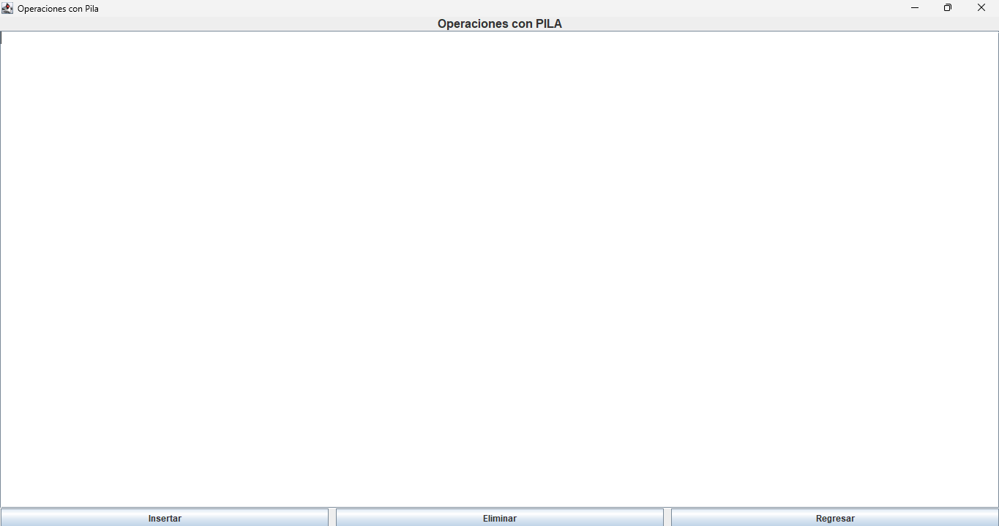 Operaciones con Pila
Operaciones con PILA
Insertar
Eliminar
Regresar